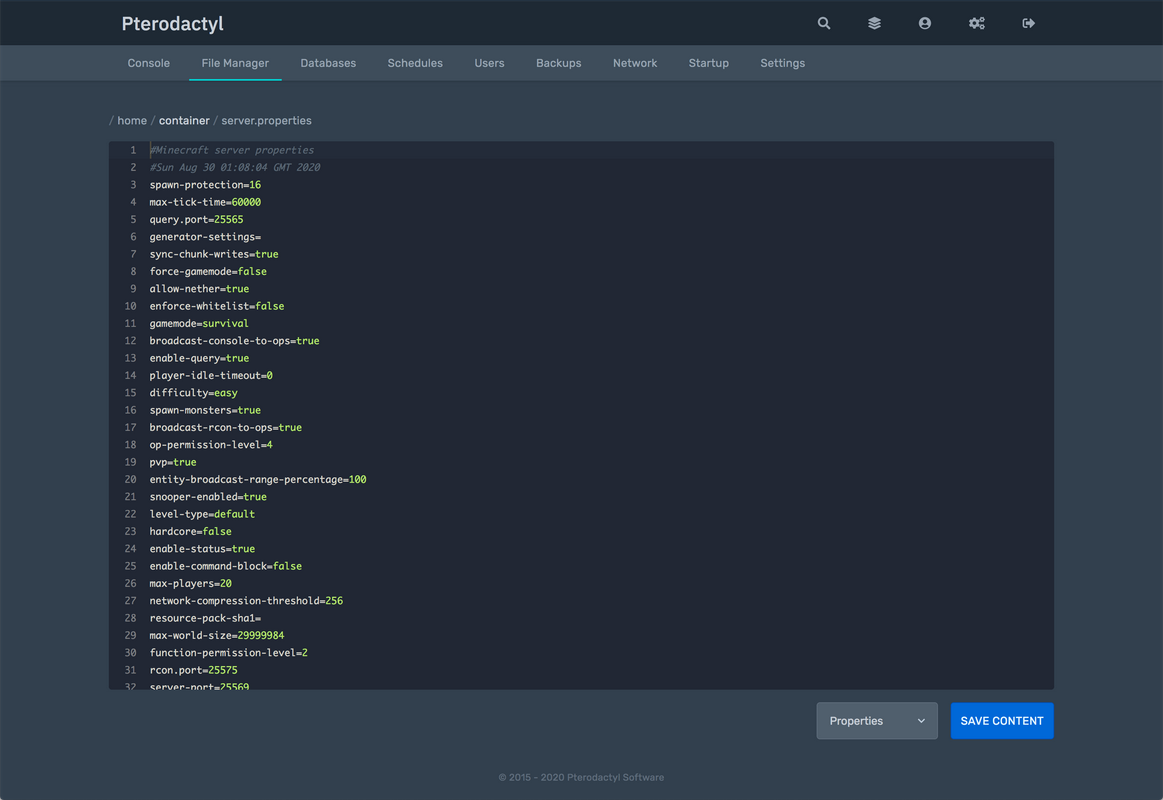 Pterodactyl
Console File Manager Databases Schedules Users Backups Network Startup Settings
/ home / container / server.properties
1 #Minecraft server properties
2 #Sun Aug 30 01:08:04 GMT 2020
3 spawn-protection=16
4 max-tick-time=60000
5 query.port=25565
6 generator-settings=
7 sync-chunk-writes=true
8 force-gamemode=false
9 allow-nether=true
10 enforce-whitelist=false
11 gamemode=survival
12 broadcast-console-to-ops=true
13 enable-query=true
14 player-idle-timeout=0
15 difficulty=easy
16 spawn-monsters=true
17 broadcast-rcon-to-ops=true
18 op-permission-level=4
19 pvp=true
20 entity-broadcast-range-percentage=100
21 snooper-enabled=true
22 level-type=default
23 hardcore=false
24 enable-status=true
25 enable-command-block=false
26 max-players=20
27 network-compression-threshold=256
28 resource-pack-sha1=
29 max-world-size=29999984
30 function-permission-level=2
31 rcon.port=25575
32 server-port=25569
Properties
SAVE CONTENT
© 2015 - 2020 Pterodactyl Software